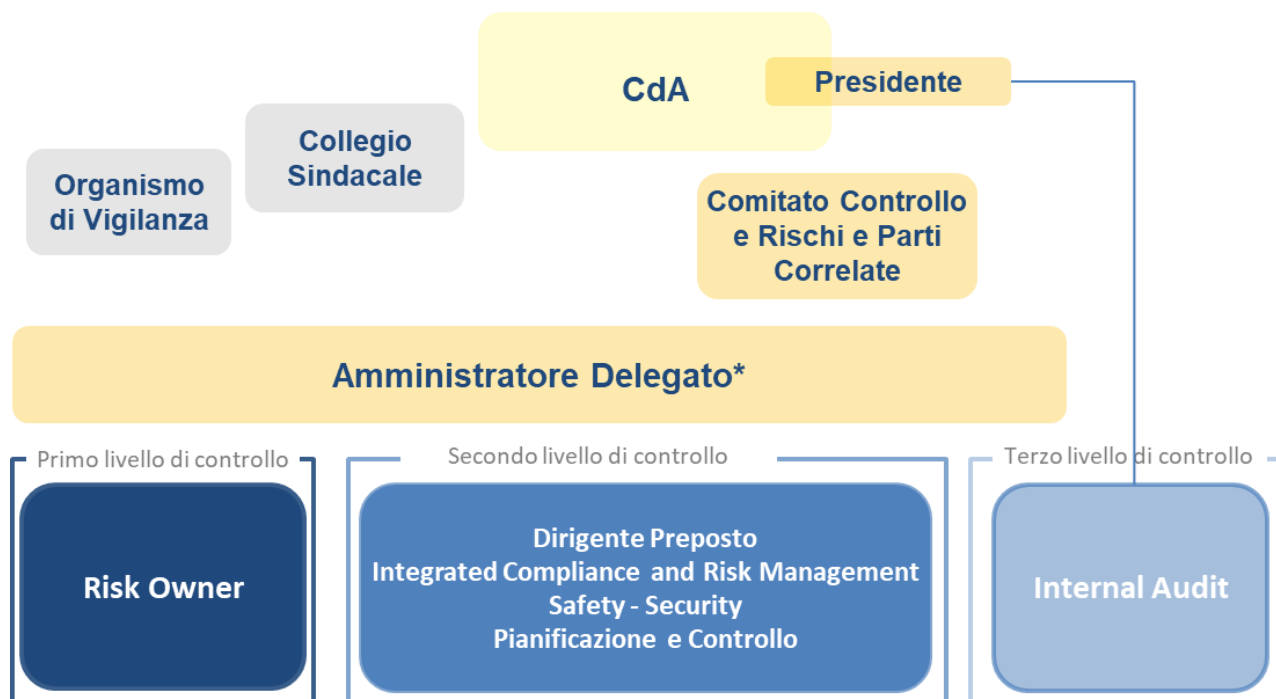 CdA
Presidente
Collegio
Sindacale
Organismo
di Vigilanza
Comitato Controllo
e Rischi e Parti
Correlate
Amministratore Delegato*
Primo livello di controllo
Secondo livello di controllo
Terzo livello di controllo
Risk Owner
Dirigente Preposto
Integrated Compliance and Risk Management
Safety - Security
Pianificazione e Controllo
Internal Audit